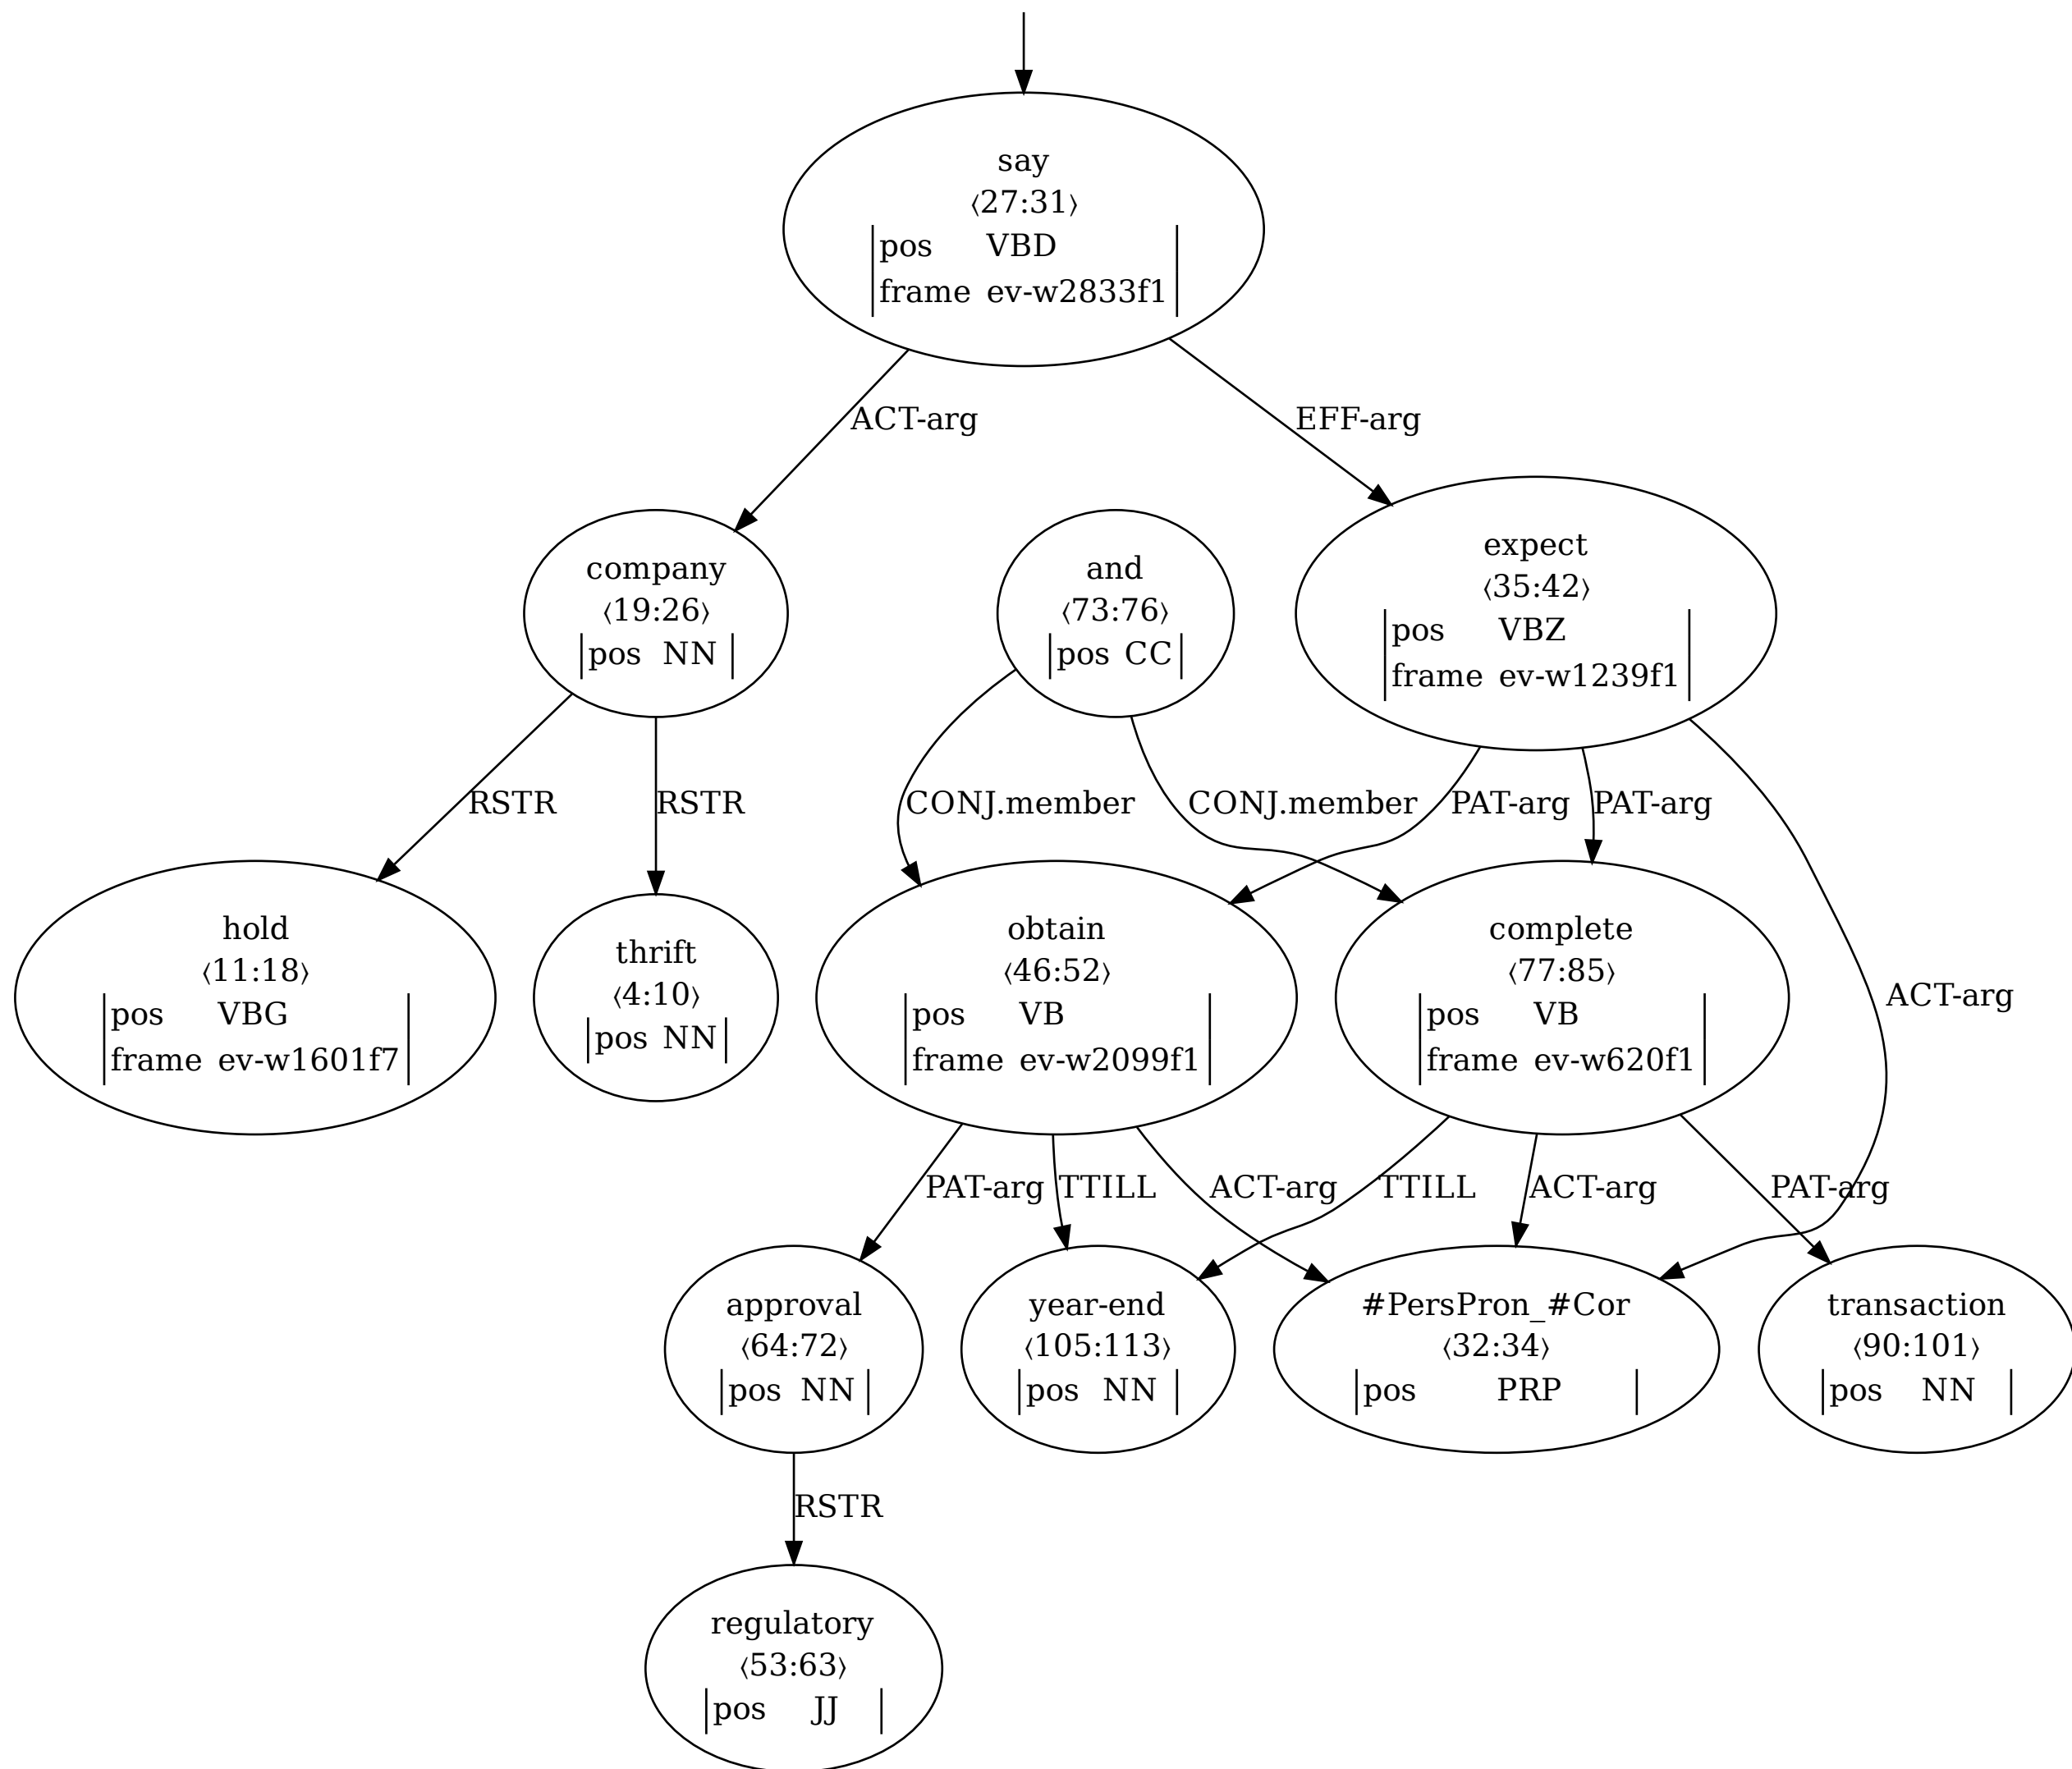 say
⟨27:31⟩
pos VBD
frame ev-w2833f1
ACT-arg
EFF-arg
company
⟨19:26⟩
pos NN
and
⟨73:76⟩
pos CC
expect
⟨35:42⟩
pos VBZ
frame ev-w1239f1
RSTR
RSTR
CONJ.member
CONJ.member
PAT-arg
PAT-arg
ACT-arg
hold
⟨11:18⟩
pos VBG
frame ev-w1601f7
thrift
⟨4:10⟩
pos NN
obtain
⟨46:52⟩
pos VB
frame ev-w2099f1
complete
⟨77:85⟩
pos VB
frame ev-w620f1
PAT-arg
TTILL
ACT-arg
TTILL
ACT-arg
PAT-arg
approval
⟨64:72⟩
pos NN
year-end
⟨105:113⟩
pos NN
#PersPron_#Cor
⟨32:34⟩
pos PRP
transaction
⟨90:101⟩
pos NN
RSTR
regulatory
⟨53:63⟩
pos JJ